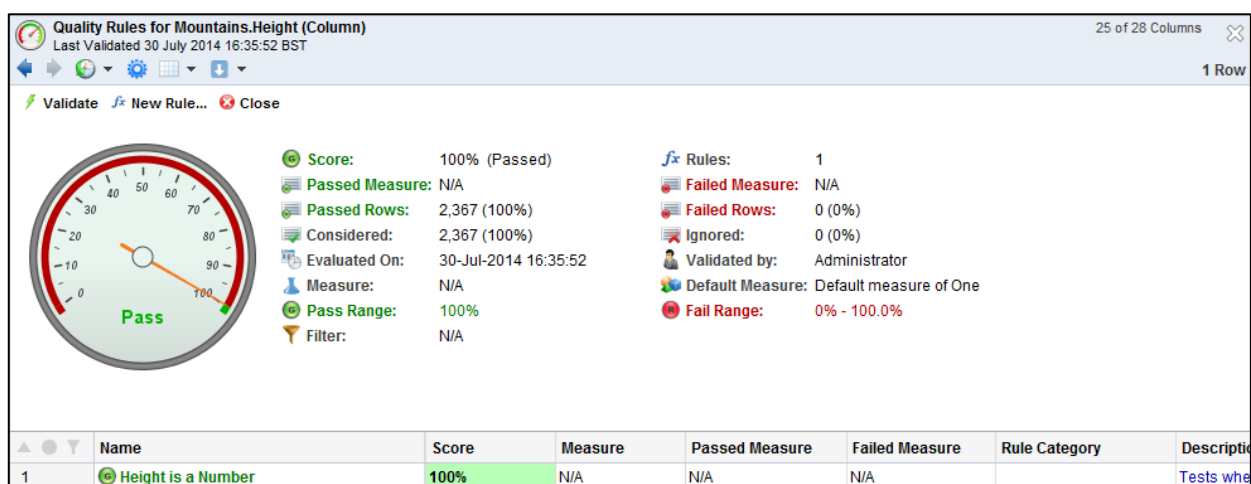 Quality Rules for Mountains.Height (Column)
25 of 28 Columns
Last Validated 30 July 2014 16:35:52 BST
1 Row
Validate fx New Rule... Close
G Score: 100% (Passed) fx Rules: 1
Passed Measure: N/A Failed Measure: N/A
Passed Rows: 2,367 (100%) Failed Rows: 0 (0%)
Considered: 2,367 (100%) Ignored: 0 (0%)
Evaluated On: 30-Jul-2014 16:35:52 Validated by: Administrator
Measure: N/A Default Measure: Default measure of One
G Pass Range: 100% R Fail Range: 0% - 100.0%
Filter: N/A
0 10 20 30 40 50 60 70 80 90 100
Pass
Name Score Measure Passed Measure Failed Measure Rule Category Descriptio
1 G Height is a Number 100% N/A N/A N/A Tests whe